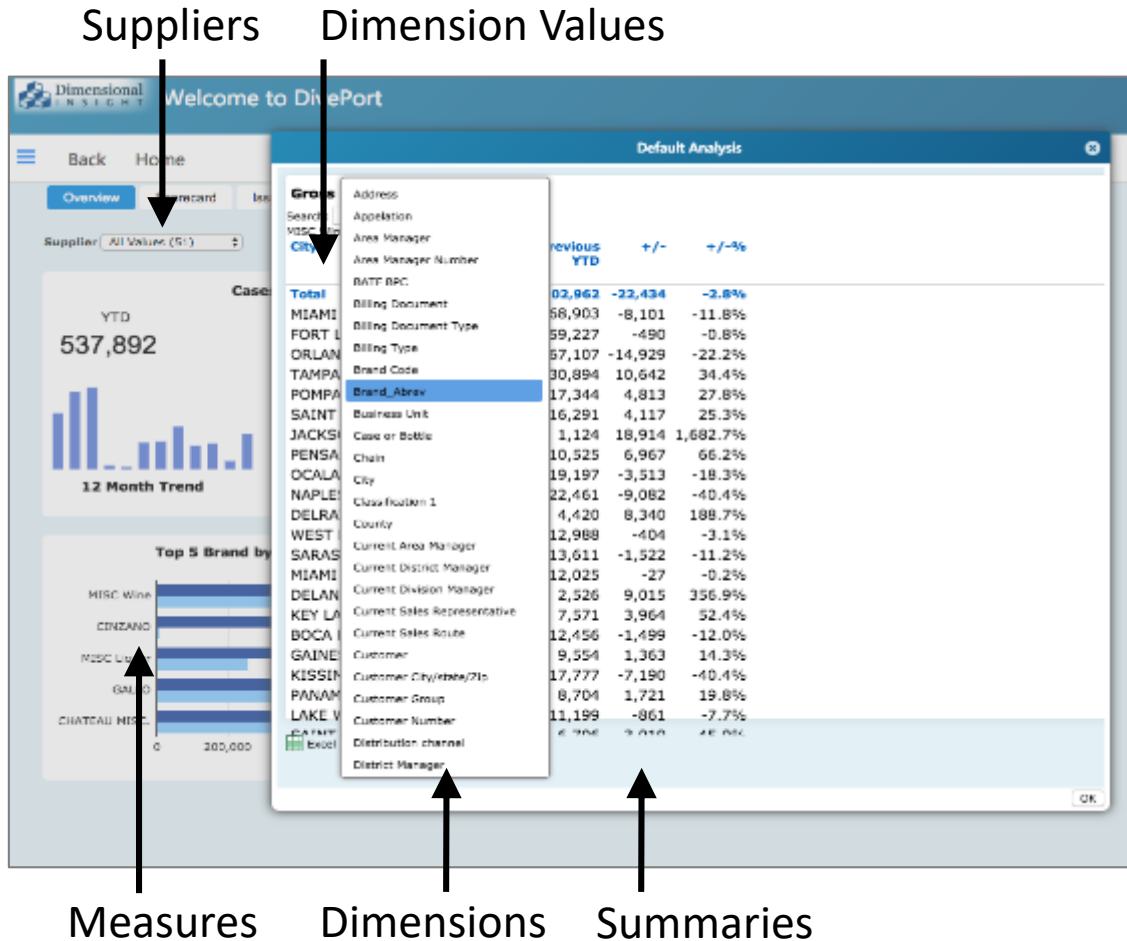 Suppliers Dimension Values
Dimensional
INSIGHT
Welcome to DivePort
Back Home
Overview
Supplier All Values (51)
Case
YTD
537,892
12 Month Trend
Top 5 Brand by
MISC Wine
CINZANO
MISC
CHATEAU MISC.
0 200,000
Default Analysis
Gross
Search
City
YTD
+/- +/-%
Total 02,962 -22,434 -2.8%
MIAMI 58,903 -8,101 -11.8%
FORT L 59,227 -490 -0.8%
ORLAN 57,107 -14,929 -22.2%
TAMPA 30,894 10,642 34.4%
POMPA 17,344 4,813 27.8%
SAINT 16,291 4,117 25.3%
JACKS 1,124 18,914 1,682.7%
PENSA 10,525 6,967 66.2%
OCALA 19,197 -3,513 -18.3%
NAPLE 22,461 -9,082 -40.4%
DELRA 4,420 8,340 188.7%
WEST 12,988 -404 -3.1%
SARAS 13,611 -1,522 -11.2%
MIAMI 12,025 -27 -0.2%
DELAN 2,526 9,015 356.9%
KEY LA 7,571 3,964 52.4%
BOCA 12,456 -1,499 -12.0%
GAINE 9,554 1,363 14.3%
KISSIN 17,777 -7,190 -40.4%
PANAM 8,704 1,721 19.8%
LAKE 11,199 -861 -7.7%
Excel
Address
Appelation
Area Manager
Area Manager Number
Billing Document
Billing Document Type
Billing Type
Brand Code
Brand_Abrev
Business Unit
Case or Bottle
Chain
City
Classification 1
County
Current Area Manager
Current District Manager
Current Division Manager
Current Sales Representative
Current Sales Route
Customer
Customer City/state/Zip
Customer Group
Customer Number
Distribution channel
District Manager
OK
Measures Dimensions Summaries